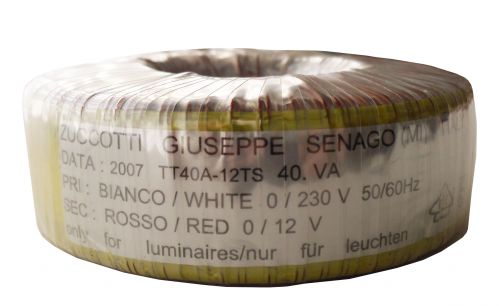 ZUCCOTTI GIUSEPPE SENAGO (MI)
DATA : 2007 TT40A-12TS 40. VA
PRI : BIANCO / WHITE 0 / 230 V 50/60Hz
SEC : ROSSO / RED 0 / 12 V
only for luminaires/nur für leuchten